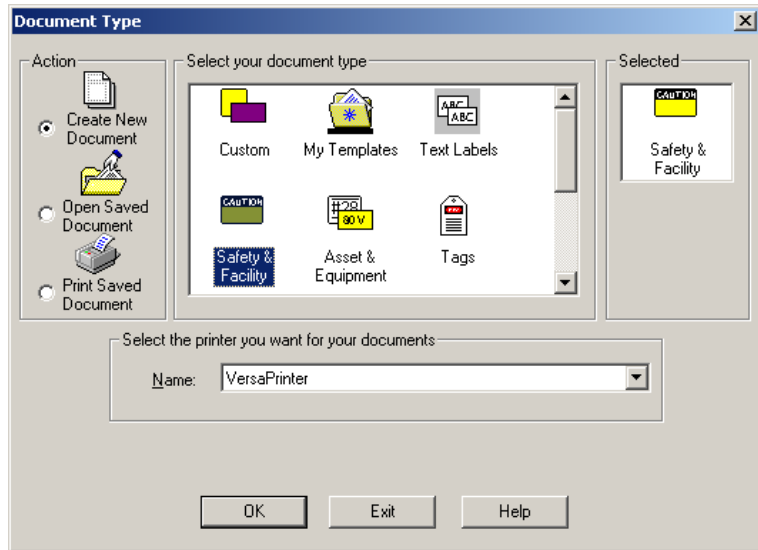 Document Type
Action
Create New
Document
Open Saved
Document
Print Saved
Document
Select your document type
Custom
My Templates
ABC
ABC
Text Labels
CAUTION
Safety &
Facility
#28
80 V
Asset &
Equipment
Tags
Selected
CAUTION
Safety &
Facility
Select the printer you want for your documents
Name:
VersaPrinter
OK
Exit
Help